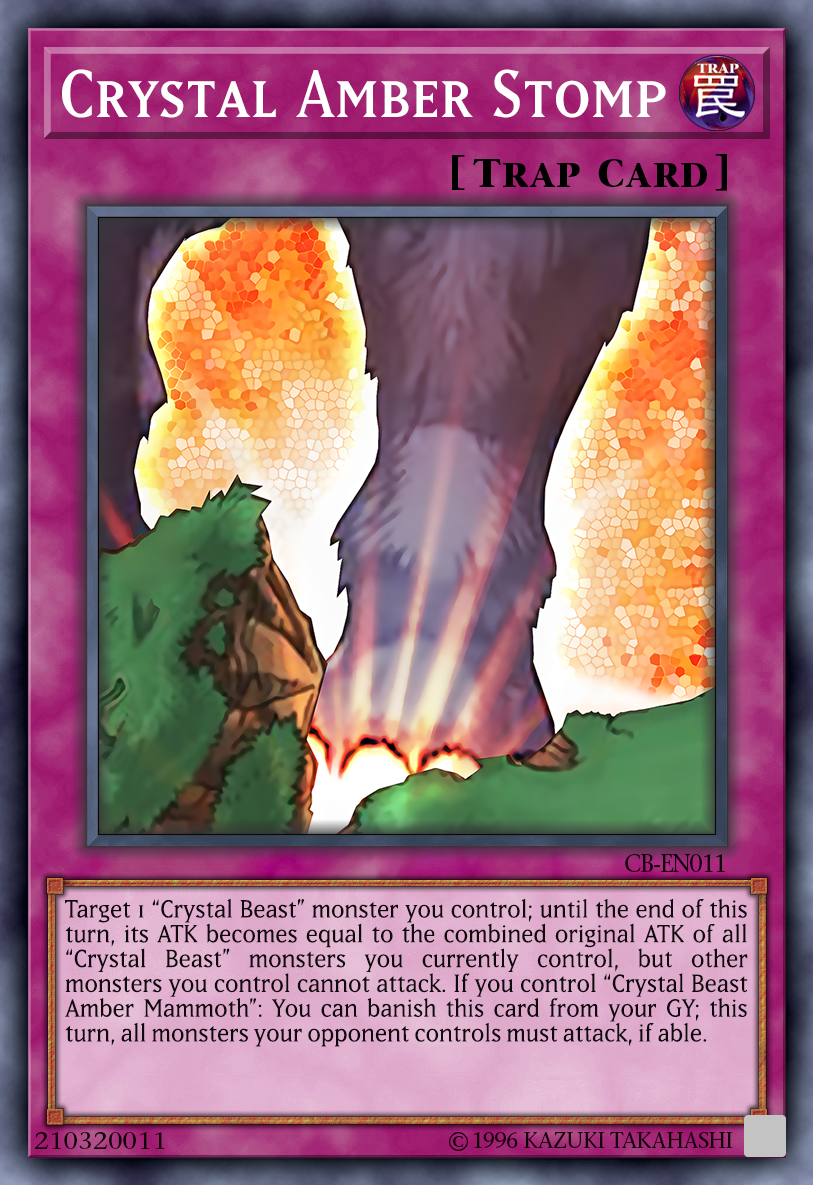 Crystal Amber Stomp
TRAP
罠
[Trap Card]
CB-EN011
Target 1 “Crystal Beast” monster you control; until the end of this
turn, its ATK becomes equal to the combined original ATK of all
“Crystal Beast” monsters you currently control, but other
monsters you control cannot attack. If you control “Crystal Beast
Amber Mammoth”: You can banish this card from your GY; this
turn, all monsters your opponent controls must attack, if able.
210320011
© 1996 KAZUKI TAKAHASHI